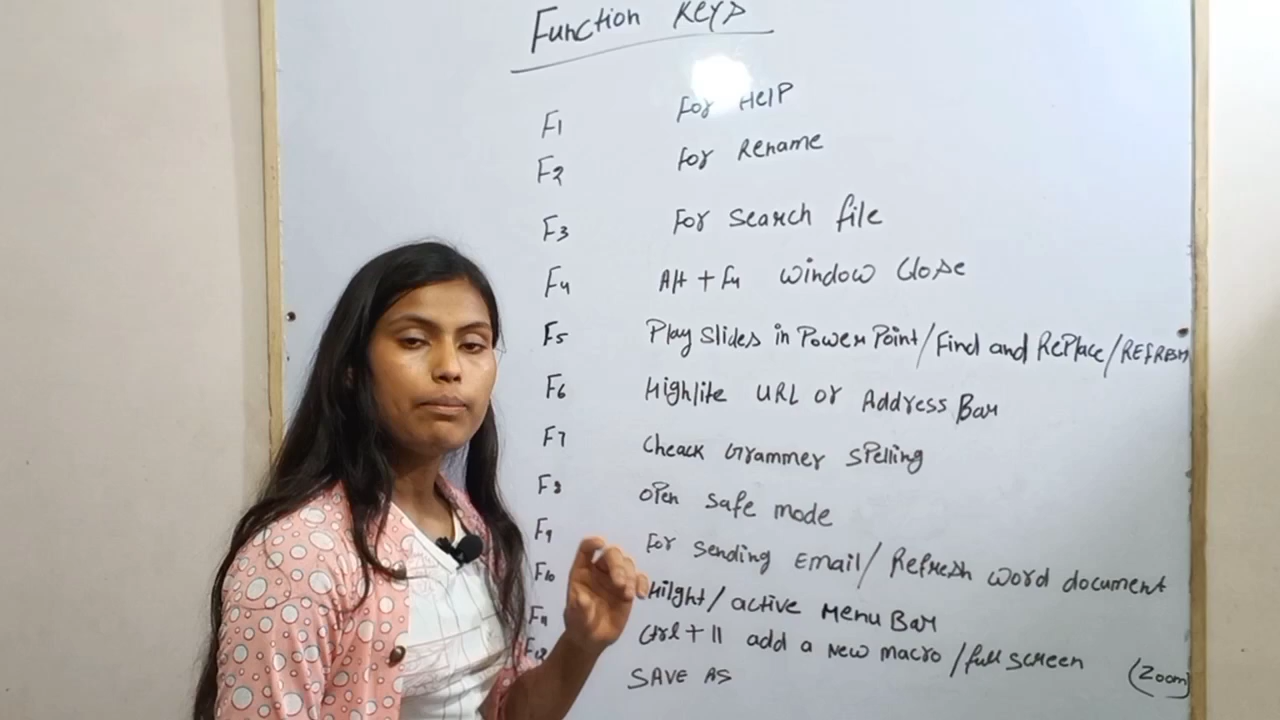 Function Keys
F1 For Help
F2 For Rename
F3 For Search file
F4 Alt + F4 window Close
F5 Play Slides in PowerPoint/Find and RePlace/REFRESH
F6 Highlite URL or Address Bar
F7 Cheack Grammer Spelling
F8 Open Safe mode
F9 For Sending Email/ Refresh word document
F10 Hilght/active Menu Bar
F11 Ctrl + 11 add a New macro/full screen (Zoom)
F12 SAVE AS